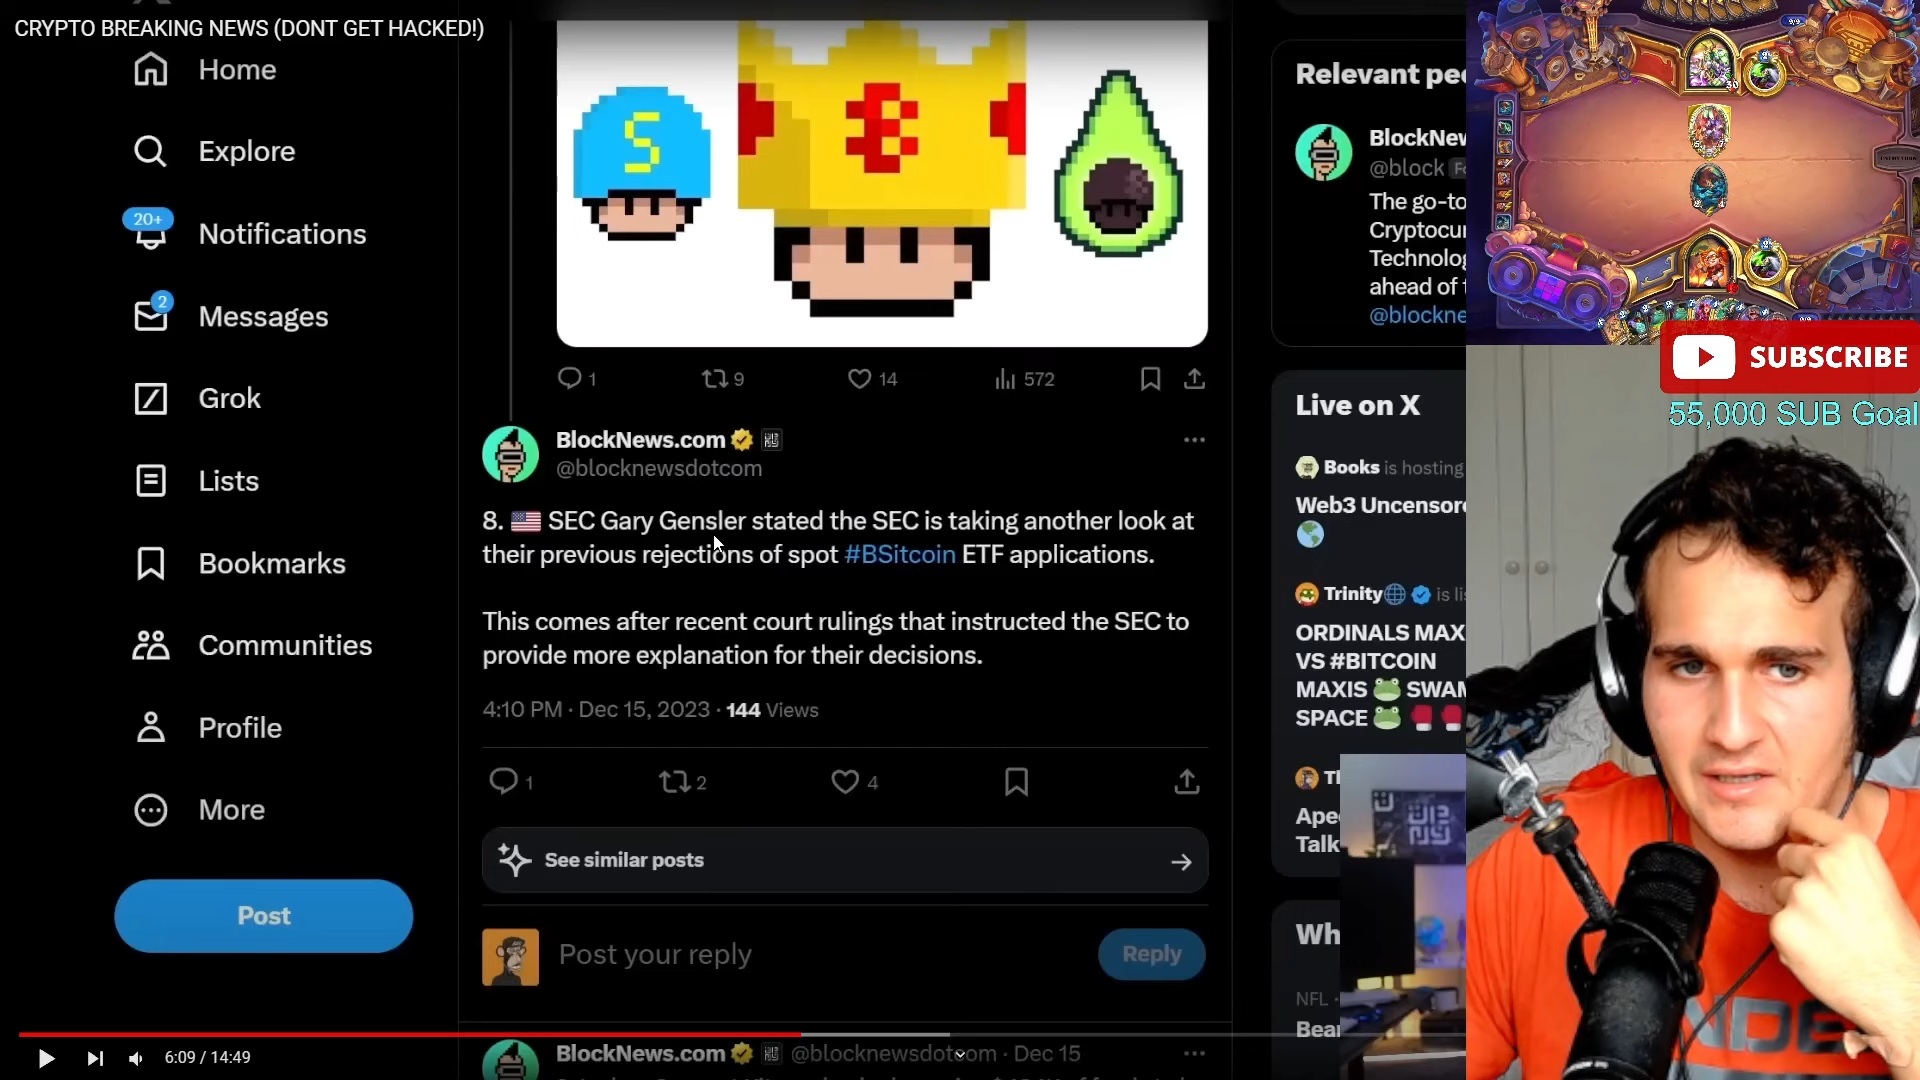 CRYPTO BREAKING NEWS (DONT GET HACKED!)
Home
Explore
20+
Notifications
2
Messages
Grok
Lists
Bookmarks
Communities
Profile
More
Post
S
B
1
9
14
572
BlockNews.com
@blocknewsdotcom
8. 🇺🇸 SEC Gary Gensler stated the SEC is taking another look at
their previous rejections of spot #BSitcoin ETF applications.
This comes after recent court rulings that instructed the SEC to
provide more explanation for their decisions.
4:10 PM · Dec 15, 2023 · 144 Views
1
2
4
See similar posts
Post your reply
Reply
BlockNews.com @blocknewsdotcom · Dec 15
Relevant pe
BlockNew
@block Fo
The go-to
Cryptocur
Technolog
ahead of
@blockne
Live on X
Books is hosting
Web3 Uncensor
Trinity is li
ORDINALS MAX
VS #BITCOIN
MAXIS 🐸 SWAM
SPACE 🐸 🥊🥊
Ape
Talk
Wh
NFL ·
Bear
SUBSCRIBE
55,000 SUB Goal
30
6:09 / 14:49